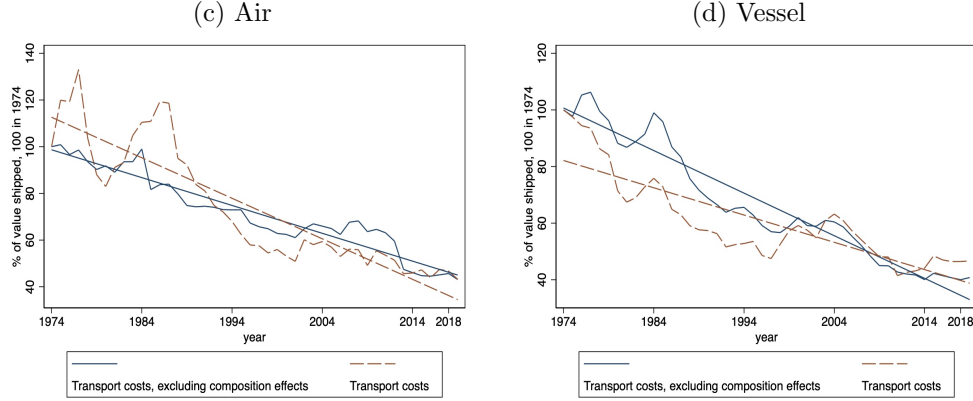 (c) Air
% of value shipped, 100 in 1974
140
120
100
80
60
40
1974
1984
1994
2004
2014
2018
year
Transport costs, excluding composition effects
Transport costs
(d) Vessel
% of value shipped, 100 in 1974
120
100
80
60
40
1974
1984
1994
2004
2014
2018
year
Transport costs, excluding composition effects
Transport costs